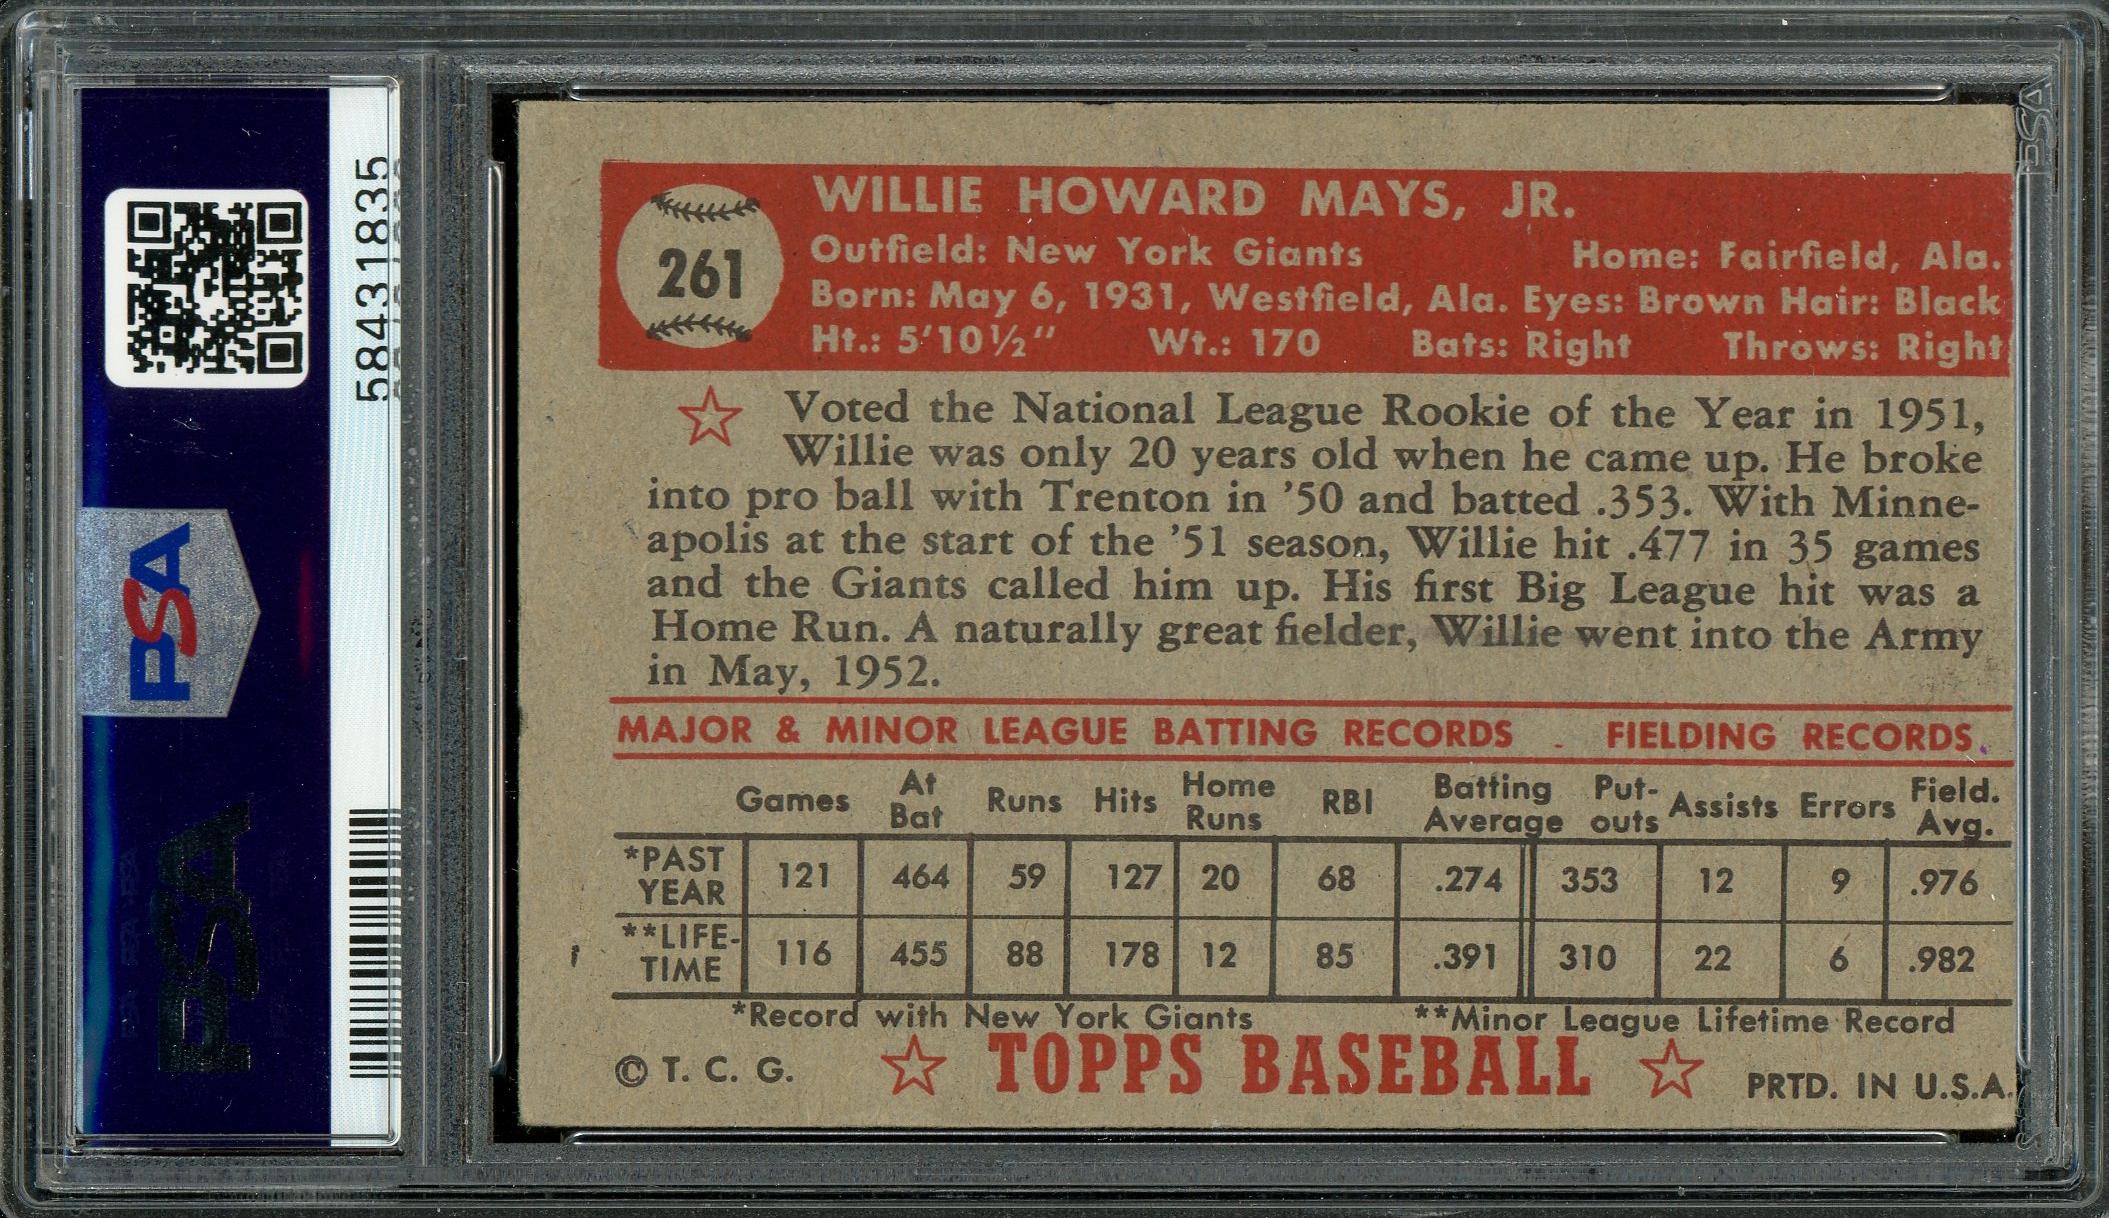 58431835
PSA
PSA
PSA
261
WILLIE HOWARD MAYS, JR.
Outfield: New York Giants Home: Fairfield, Ala.
Born: May 6, 1931, Westfield, Ala. Eyes: Brown Hair: Black
Ht.: 5'10½" Wt.: 170 Bats: Right Throws: Right
Voted the National League Rookie of the Year in 1951,
Willie was only 20 years old when he came up. He broke
into pro ball with Trenton in '50 and batted .353. With Minne-
apolis at the start of the '51 season, Willie hit .477 in 35 games
and the Giants called him up. His first Big League hit was a
Home Run. A naturally great fielder, Willie went into the Army
in May, 1952.
MAJOR & MINOR LEAGUE BATTING RECORDS - FIELDING RECORDS
Games At Bat Runs Hits Home Runs RBI Batting Average Put-outs Assists Errors Field. Avg.
*PAST YEAR 121 464 59 127 20 68 .274 353 12 9 .976
**LIFE-TIME 116 455 88 178 12 85 .391 310 22 6 .982
*Record with New York Giants **Minor League Lifetime Record
© T. C. G. TOPPS BASEBALL PRTD. IN U.S.A.